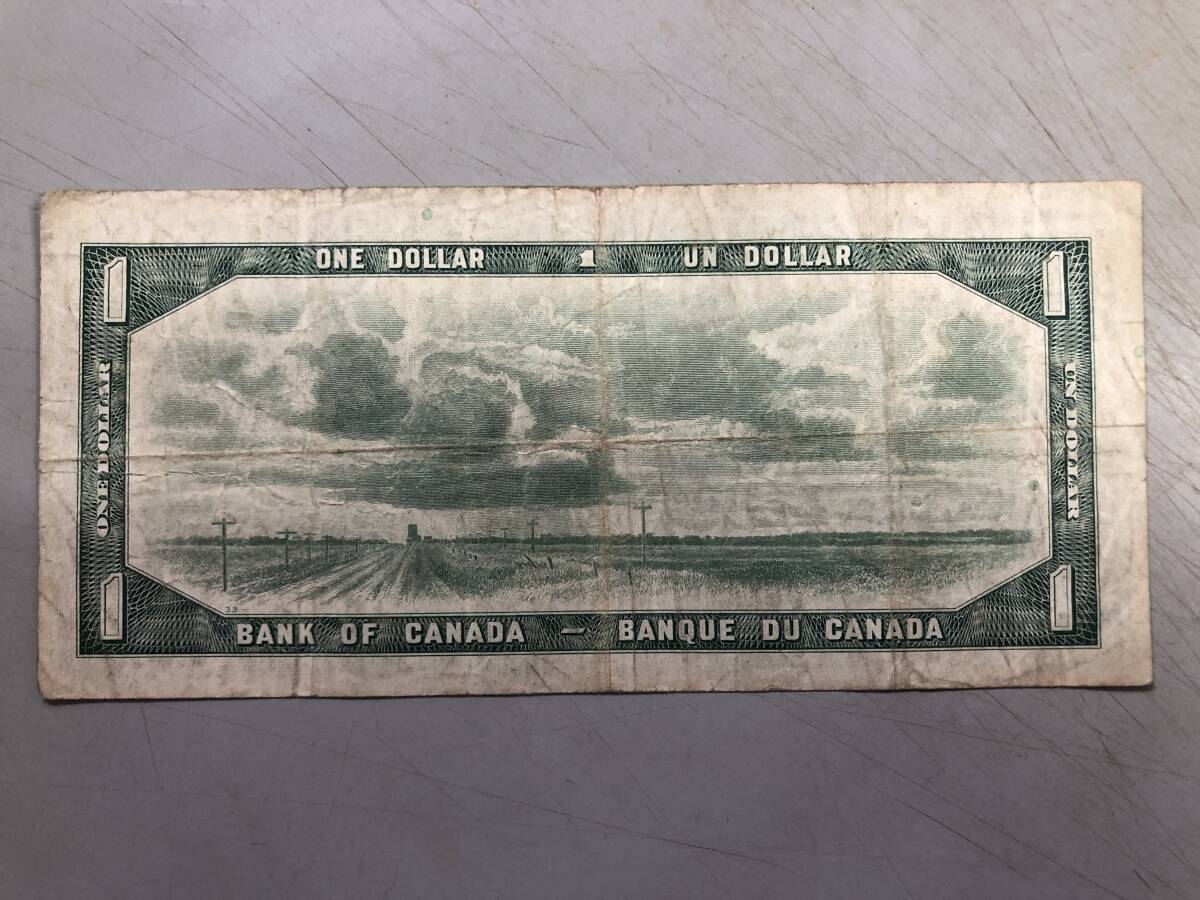 ONE DOLLAR 1 UN DOLLAR
1
1
ONE DOLLAR
UN DOLLAR
1
1
33
BANK OF CANADA – BANQUE DU CANADA